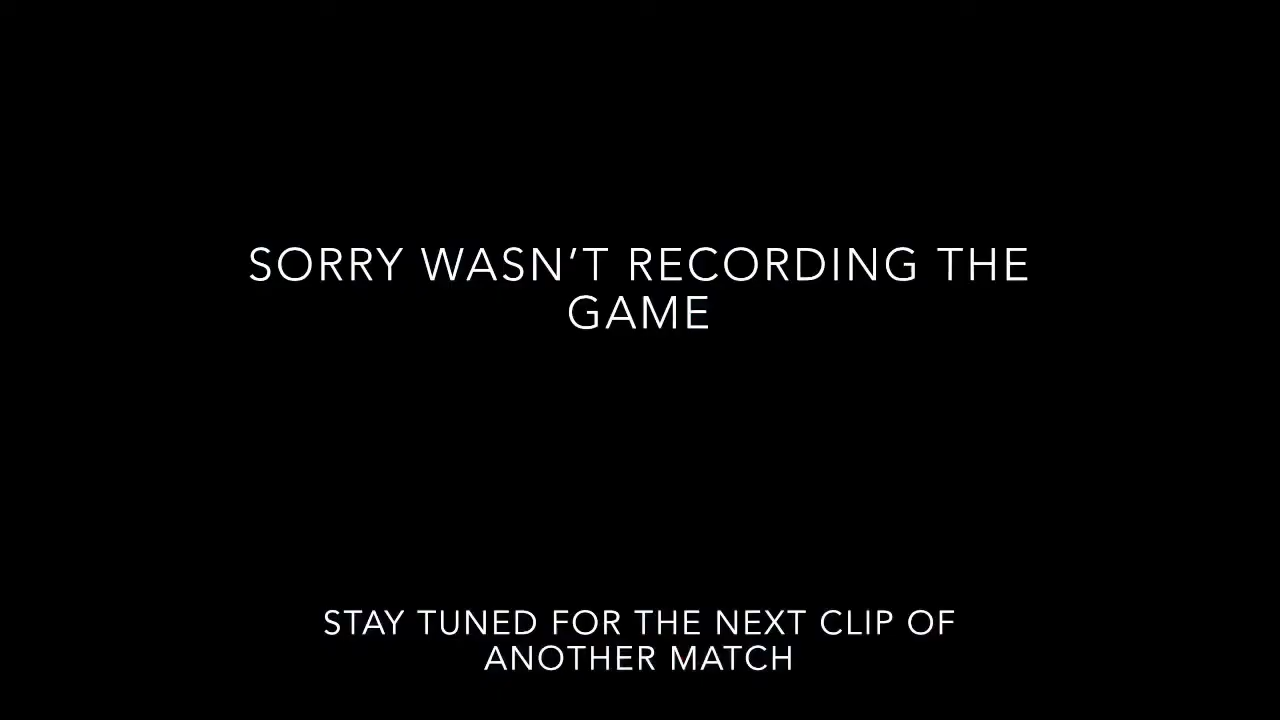 SORRY WASN’T RECORDING THE
GAME
STAY TUNED FOR THE NEXT CLIP OF
ANOTHER MATCH